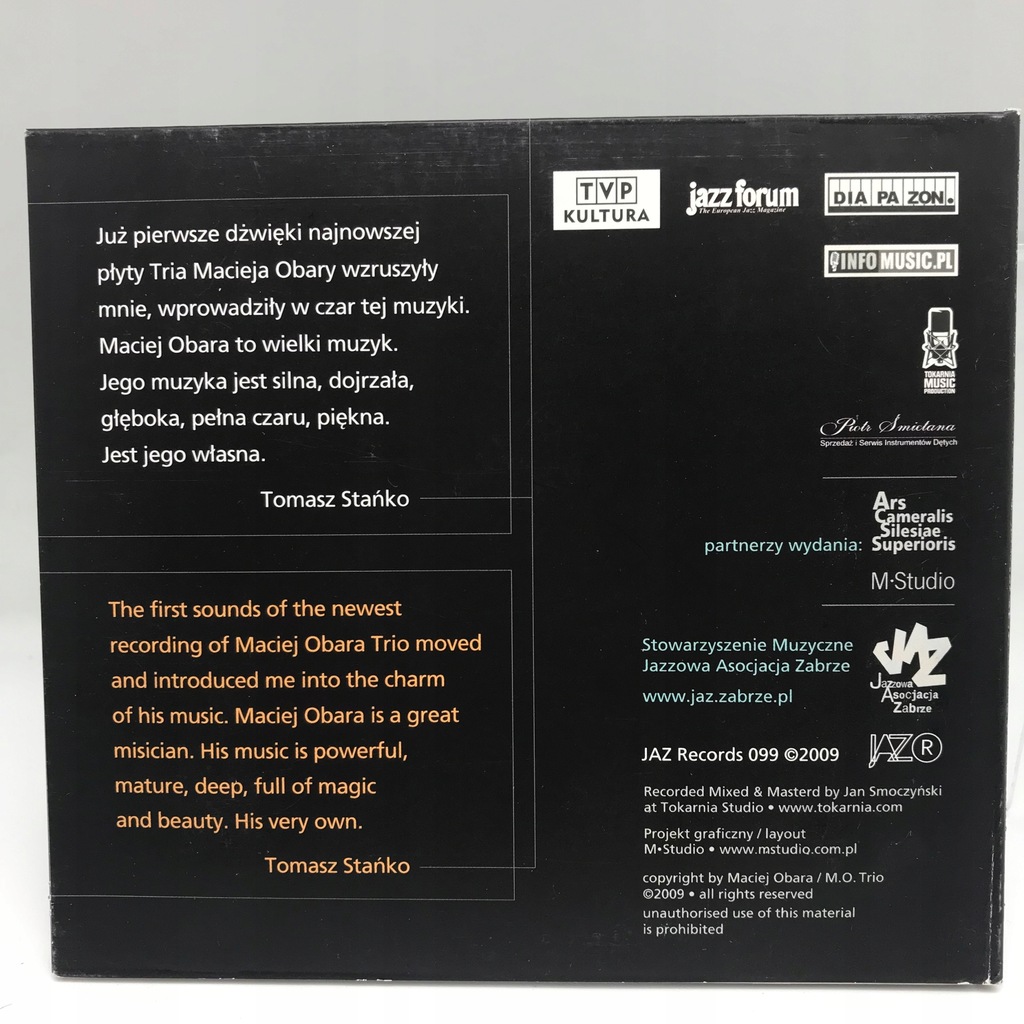 Już pierwsze dźwięki najnowszej
płyty Tria Macieja Obary wzruszyły
mnie, wprowadziły w czar tej muzyki.
Maciej Obara to wielki muzyk.
Jego muzyka jest silna, dojrzała,
głęboka, pełna czaru, piękna.
Jest jego własna.
Tomasz Stańko
The first sounds of the newest
recording of Maciej Obara Trio moved
and introduced me into the charm
of his music. Maciej Obara is a great
misician. His music is powerful,
mature, deep, full of magic
and beauty. His very own.
Tomasz Stańko
TVP
KULTURA
jazz forum
The European Jazz Magazine
DIA PA ZON.
INFOMUSIC.PL
TOKARNIA
MUSIC
PRODUCTION
Piotr Śmietana
Sprzedaż i Serwis Instrumentów Dętych
partnerzy wydania:
Ars
Cameralis
Silesiae
Superioris
M•Studio
Stowarzyszenie Muzyczne
Jazzowa Asocjacja Zabrze
www.jaz.zabrze.pl
JAZ
Jazzowa
Asocjacja
Zabrze
JAZ Records 099 ©2009
JAZ R
Recorded Mixed & Masterd by Jan Smoczyński
at Tokarnia Studio • www.tokarnia.com
Projekt graficzny / layout
M•Studio • www.mstudio.com.pl
copyright by Maciej Obara / M.O. Trio
©2009 • all rights reserved
unauthorised use of this material
is prohibited